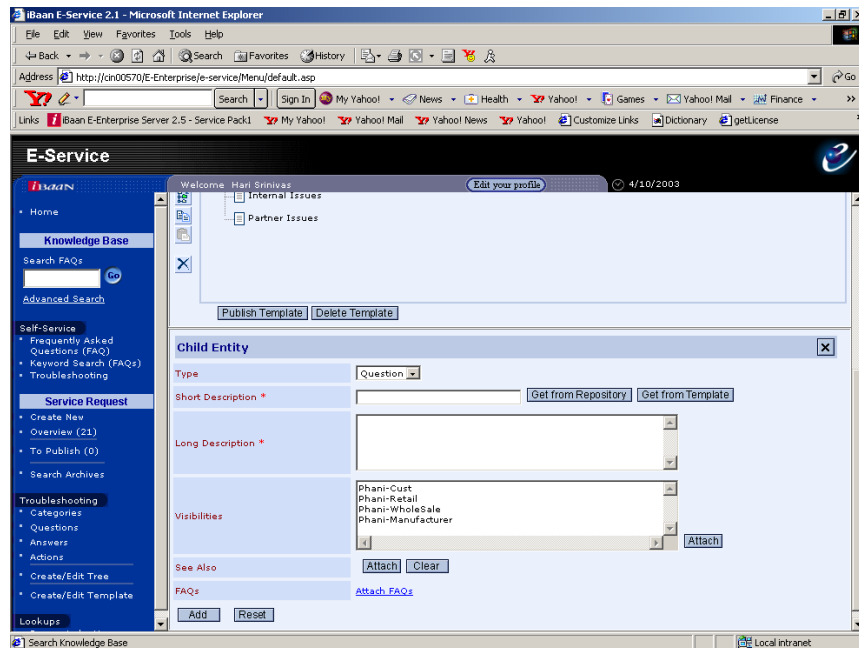 iBaan E-Service 2.1 - Microsoft Internet Explorer
File Edit View Favorites Tools Help
Back Search Favorites History
Address http://cin00570/E-Enterprise/e-service/Menu/default.asp Go
Y! Search Sign In My Yahoo! News Health Yahoo! Games Yahoo! Mail Finance »
Links iBaan E-Enterprise Server 2.5 - Service Pack1 My Yahoo! Yahoo! Mail Yahoo! News Yahoo! Customize Links Dictionary getLicense
E-Service
iBaaN Welcome Hari Srinivas Edit your profile 4/10/2003
Home
Knowledge Base
Search FAQs
Go
Advanced Search
Self-Service
Frequently Asked
Questions (FAQ)
Keyword Search (FAQs)
Troubleshooting
Service Request
Create New
Overview (21)
To Publish (0)
Search Archives
Troubleshooting
Categories
Questions
Answers
Actions
Create/Edit Tree
Create/Edit Template
Lookups
Internal Issues
Partner Issues
Publish Template Delete Template
Child Entity
Type Question
Short Description * Get from Repository Get from Template
Long Description *
Visibilities
Phani-Cust
Phani-Retail
Phani-WholeSale
Phani-Manufacturer
Attach
See Also Attach Clear
FAQs Attach FAQs
Add Reset
Search Knowledge Base Local intranet